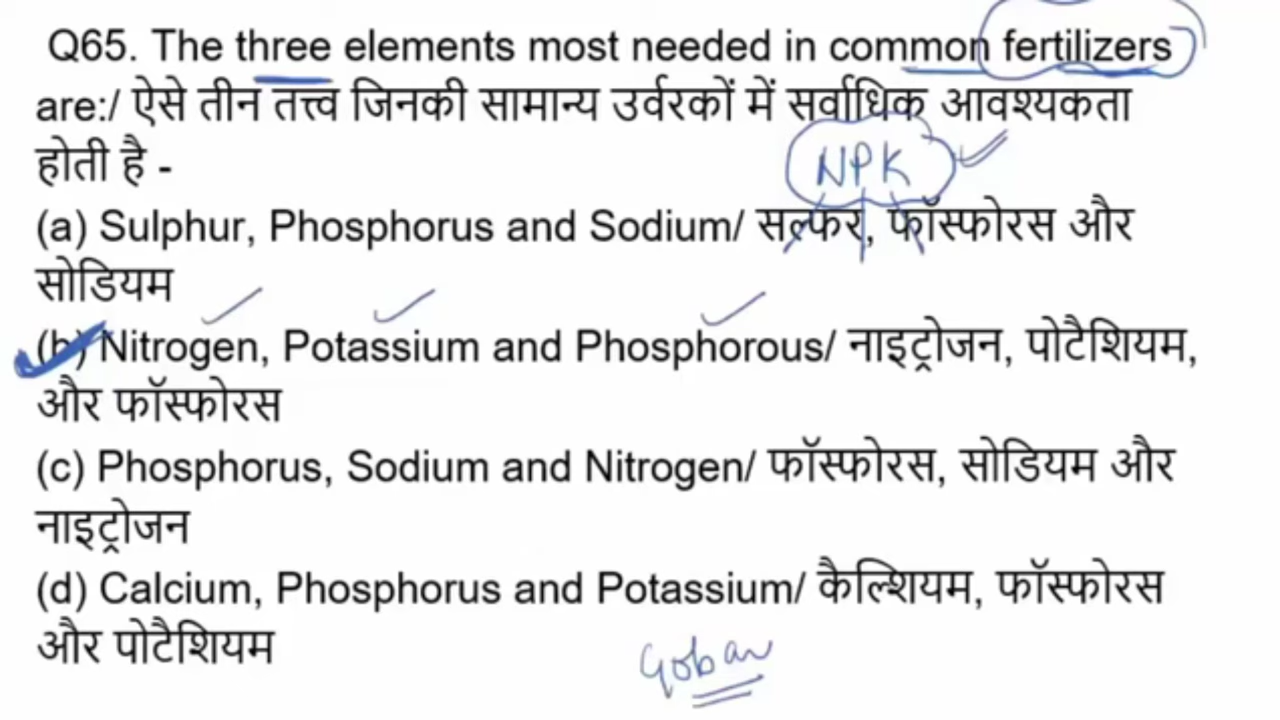 Q65. The three elements most needed in common fertilizers
are:/ ऐसे तीन तत्त्व जिनकी सामान्य उर्वरकों में सर्वाधिक आवश्यकता
होती है -
NPK
(a) Sulphur, Phosphorus and Sodium/ सल्फर, फॉस्फोरस और
सोडियम
(b) Nitrogen, Potassium and Phosphorous/ नाइट्रोजन, पोटैशियम,
और फॉस्फोरस
(c) Phosphorus, Sodium and Nitrogen/ फॉस्फोरस, सोडियम और
नाइट्रोजन
(d) Calcium, Phosphorus and Potassium/ कैल्शियम, फॉस्फोरस
और पोटैशियम
Gobar